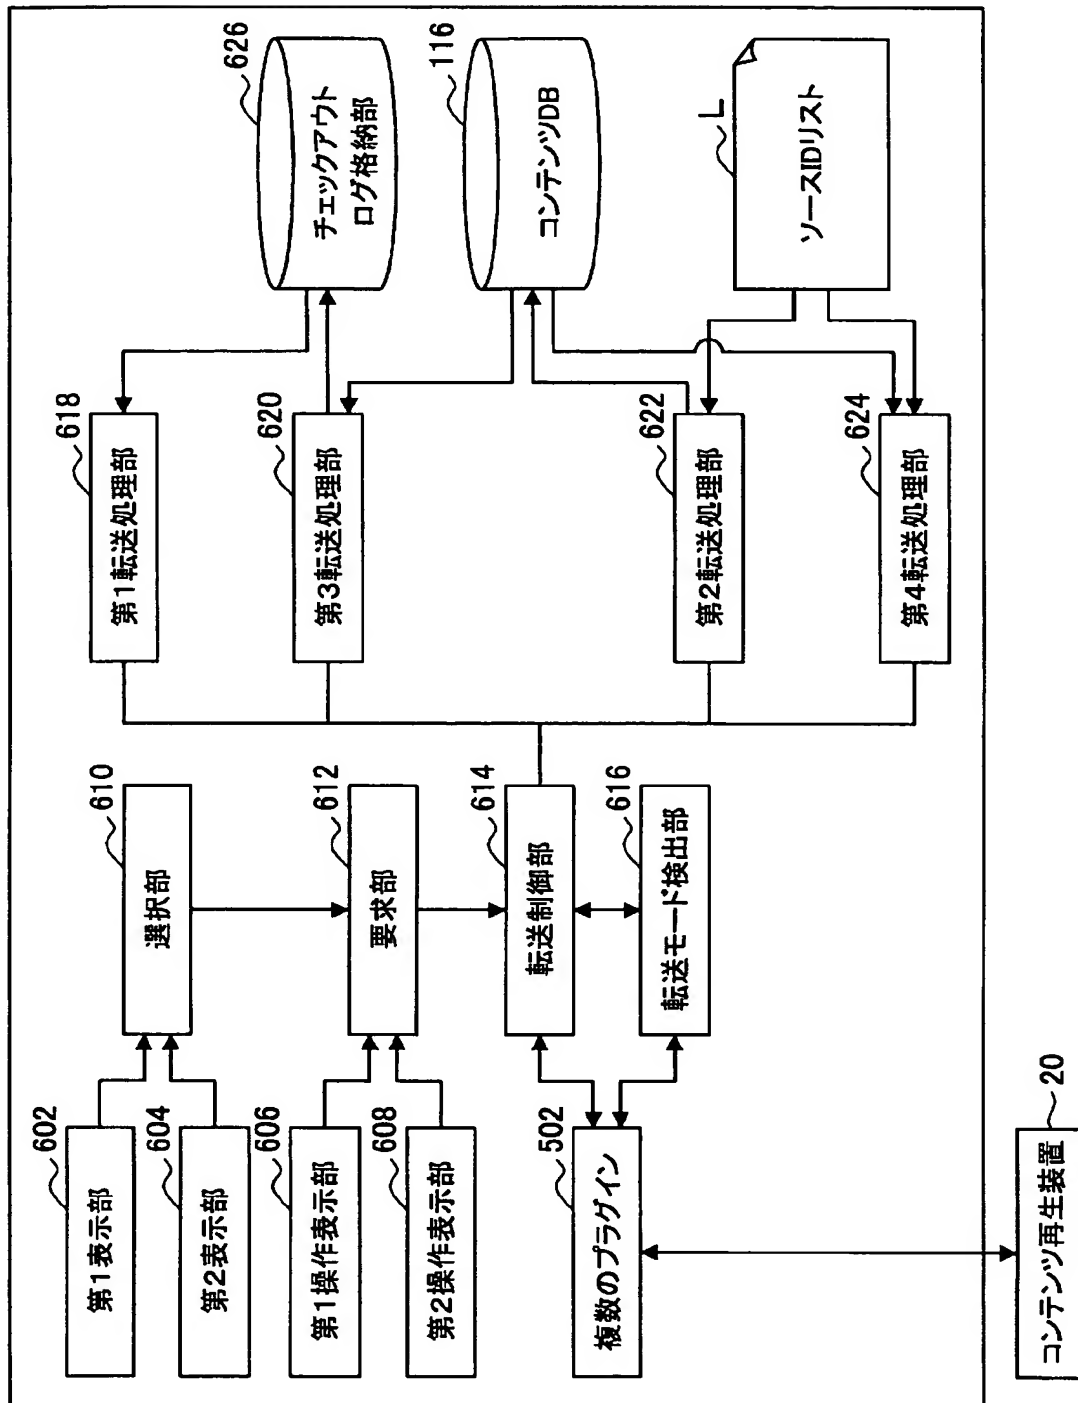 602
第1表示部
604
第2表示部
606
第1操作表示部
608
第2操作表示部
502
複数のプラグイン
610
選択部
612
要求部
614
転送制御部
616
転送モード検出部
618
第1転送処理部
620
第3転送処理部
622
第2転送処理部
624
第4転送処理部
626
チェックアウト
ログ格納部
116
コンテンツDB
L
ソースIDリスト
20
コンテンツ再生装置